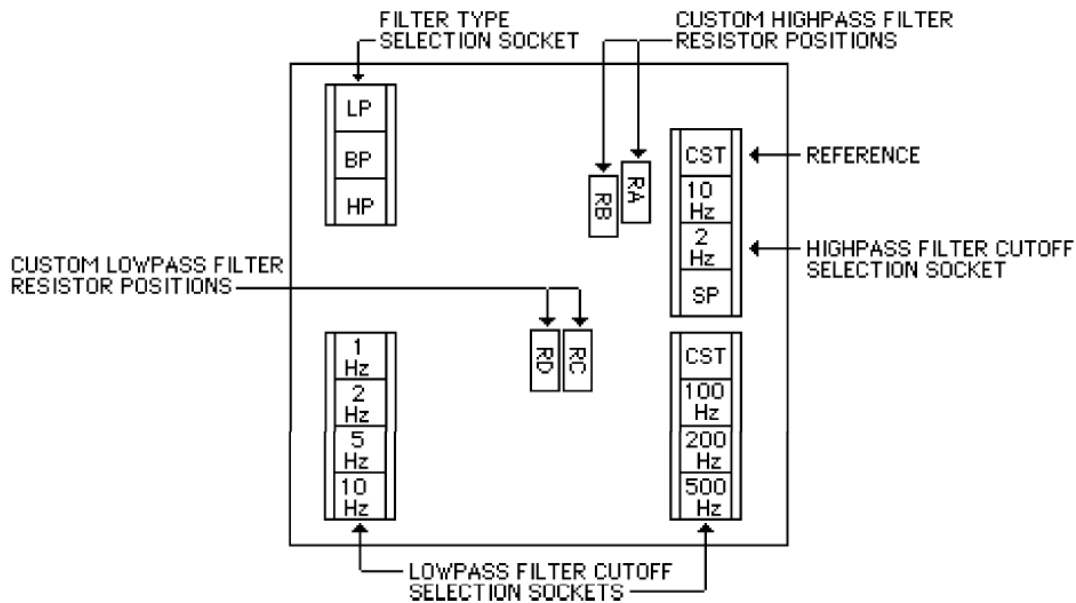 FILTER TYPE
SELECTION SOCKET
CUSTOM HIGHPASS FILTER
RESISTOR POSITIONS
LP
BP
HP
RB
RA
CST
10
Hz
2
Hz
SP
REFERENCE
HIGHPASS FILTER CUTOFF
SELECTION SOCKET
CUSTOM LOWPASS FILTER
RESISTOR POSITIONS
RD
RC
1
Hz
2
Hz
5
Hz
10
Hz
CST
100
Hz
200
Hz
500
Hz
LOWPASS FILTER CUTOFF
SELECTION SOCKETS